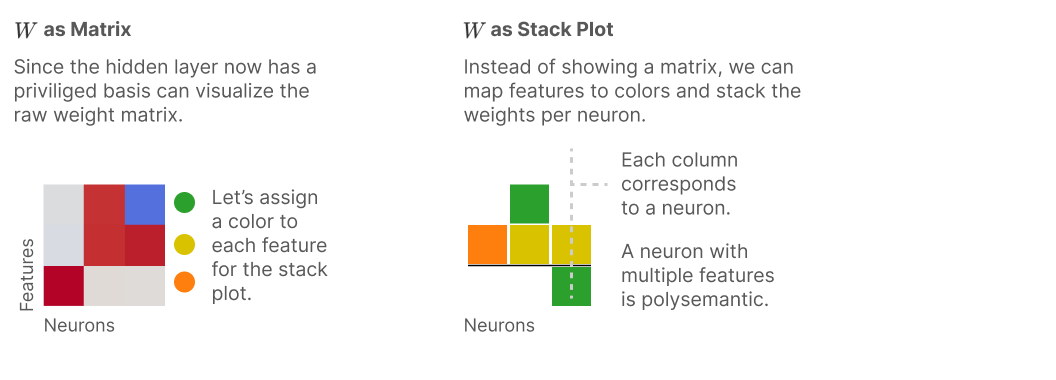 W as Matrix
Since the hidden layer now has a
priviliged basis can visualize the
raw weight matrix.
Features
Neurons
Let's assign
a color to
each feature
for the stack
plot.
W as Stack Plot
Instead of showing a matrix, we can
map features to colors and stack the
weights per neuron.
Each column
corresponds
to a neuron.
A neuron with
multiple features
is polysemantic.
Neurons